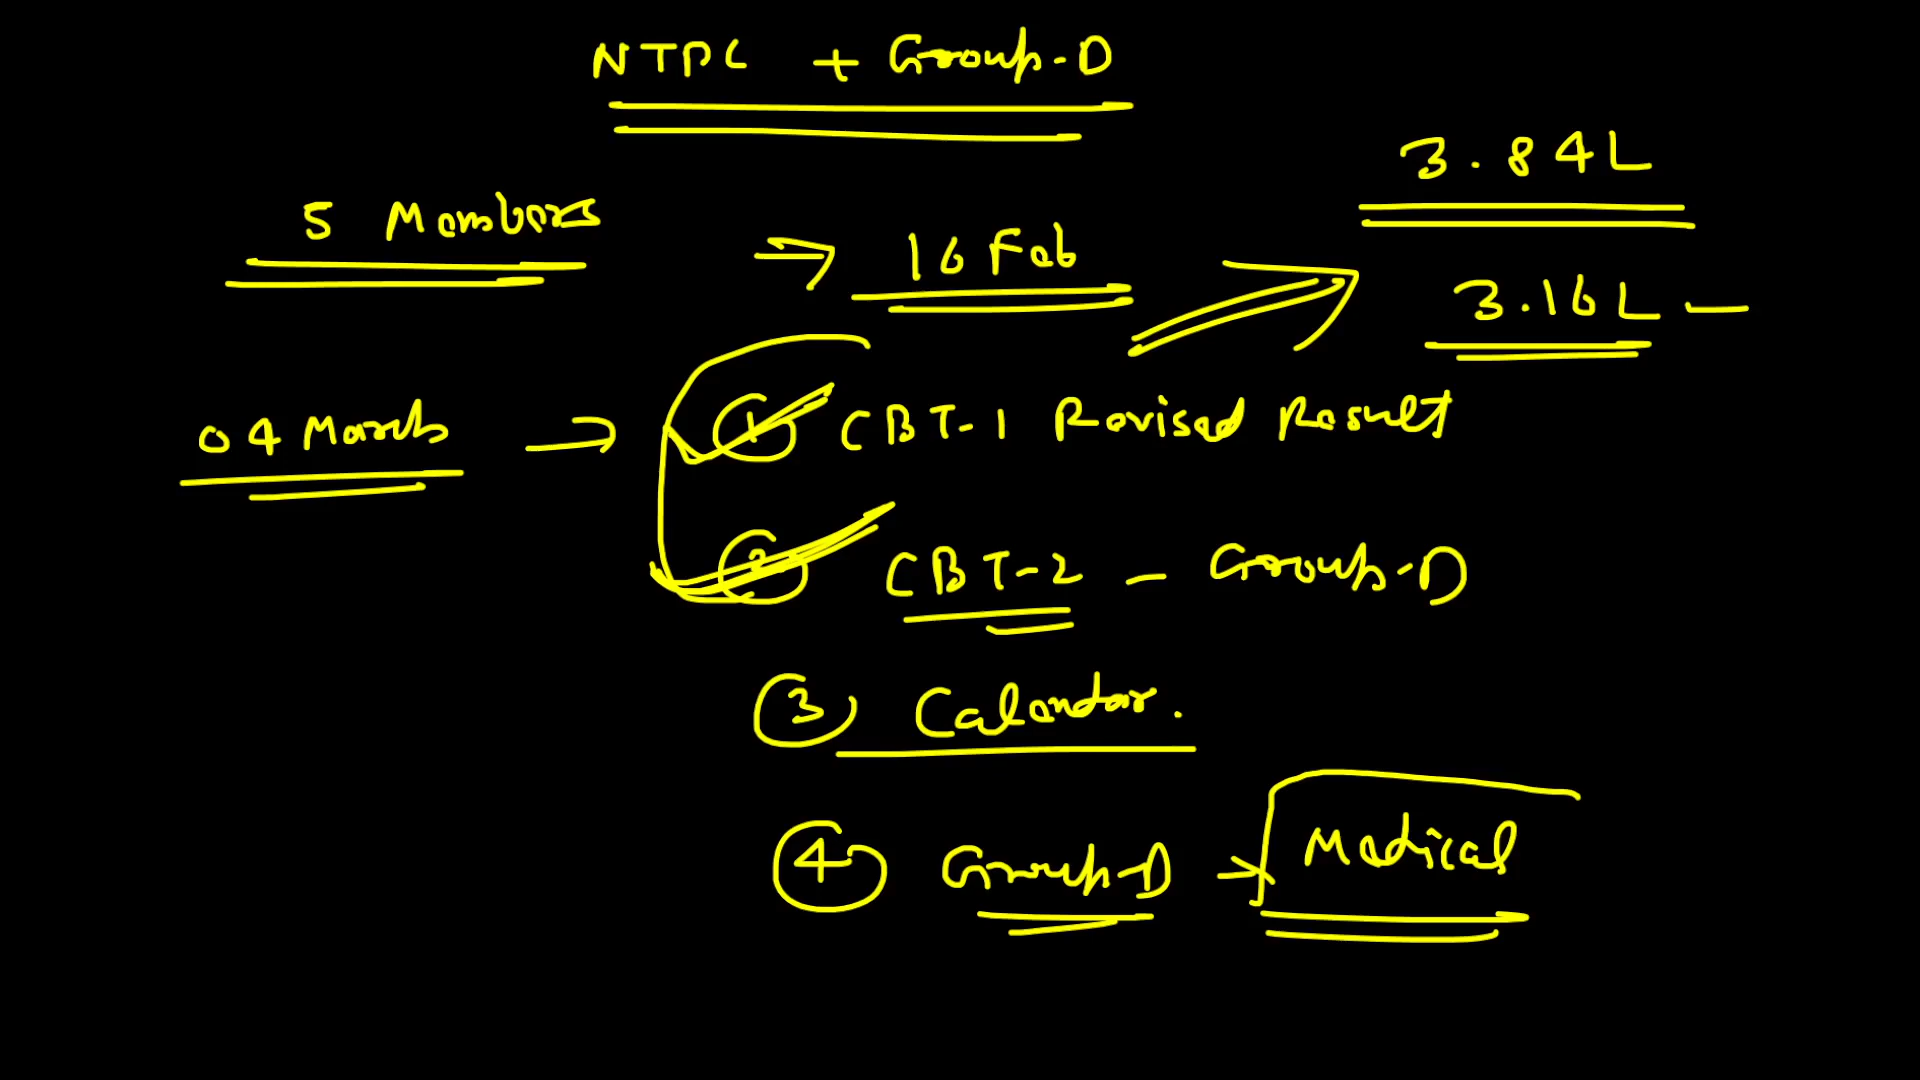 NTPC + Group-D
3.84L
5 Members → 16 Feb
3.16L -
04 March → 1 CBT-1 Revised Result
2 CBT-2 - Group-D
3 Calendar.
4 Group-D → Medical